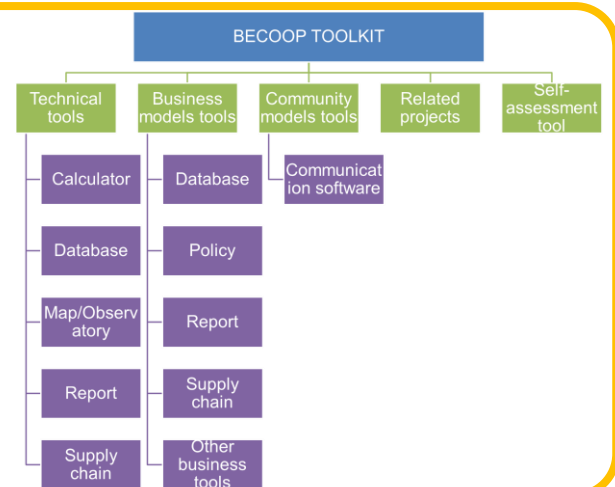 BECOOP TOOLKIT
Technical
tools
Business
models tools
Community
models tools
Related
projects
Self-
assessment
tool
Calculator
Database
Map/Observ
atory
Report
Supply
chain
Database
Policy
Report
Supply
chain
Other
business
tools
Communicat
ion software